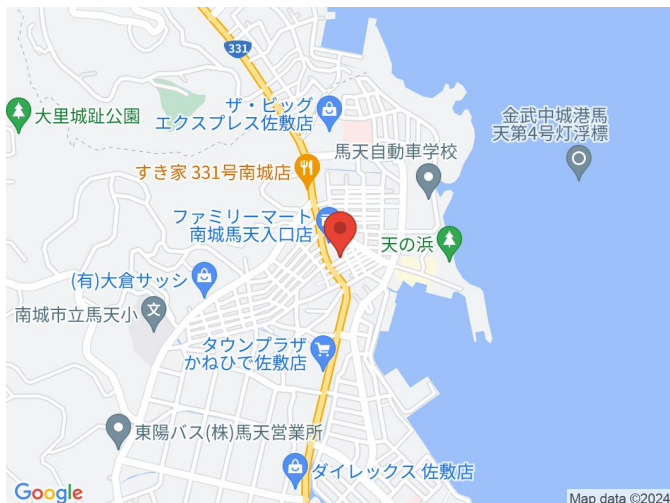 331
ザ・ビッグ
エクスプレス佐敷店
大里城趾公園
金武中城港馬
天第4号灯浮標
馬天自動車学校
すき家 331号南城店
ファミリーマート
南城馬天入口店
天の浜
(有)大倉サッシ
南城市立馬天小
文
タウンプラザ
かねひで佐敷店
東陽バス(株)馬天営業所
ダイレックス 佐敷店
Google
Map data ©2024